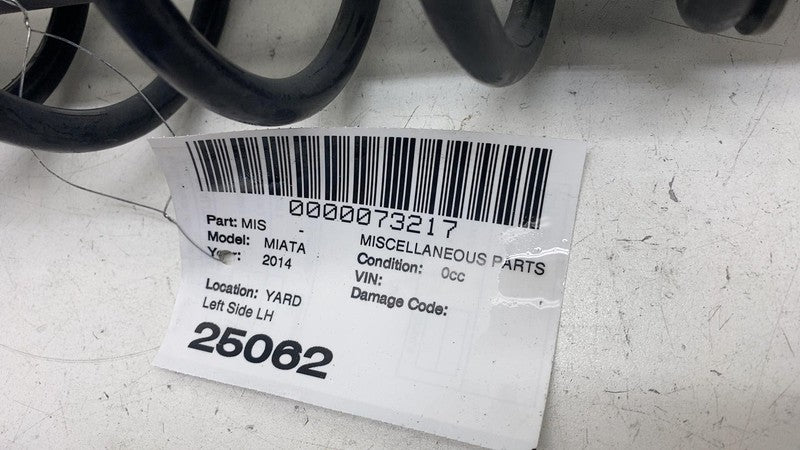 0000073217
Part: MIS -
Model: MIATA
2014
MISCELLANEOUS PARTS
Condition: 0cc
VIN:
Damage Code:
Location: YARD
Left Side LH
25062